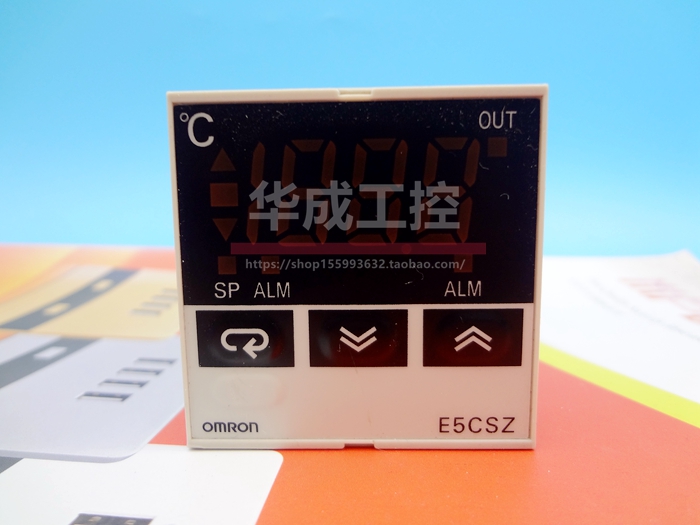 ℃
OUT
华成工控
https://shop155993632.taobao.com/
SP ALM ALM
OMRON
E5CSZ